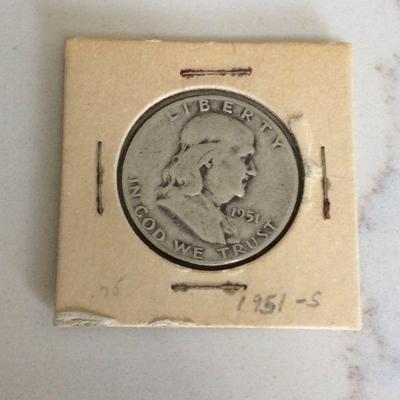 LIBERTY
1951
IN GOD WE TRUST
1951-S